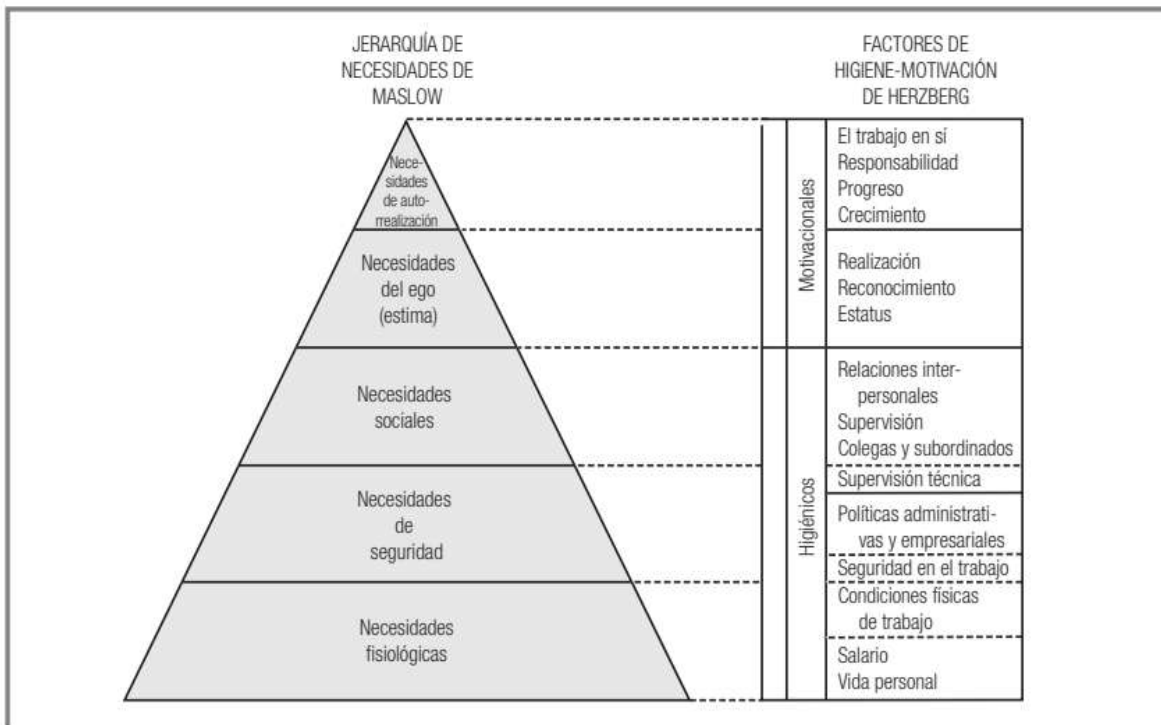 JERARQUÍA DE
NECESIDADES DE
MASLOW
FACTORES DE
HIGIENE-MOTIVACIÓN
DE HERZBERG
Nece-
sidades
de auto-
rrealización
Necesidades
del ego
(estima)
Necesidades
sociales
Necesidades
de
seguridad
Necesidades
fisiológicas
Motivacionales
El trabajo en sí
Responsabilidad
Progreso
Crecimiento
Realización
Reconocimiento
Estatus
Higiénicos
Relaciones inter-
personales
Supervisión
Colegas y subordinados
Supervisión técnica
Políticas administrati-
vas y empresariales
Seguridad en el trabajo
Condiciones físicas
de trabajo
Salario
Vida personal